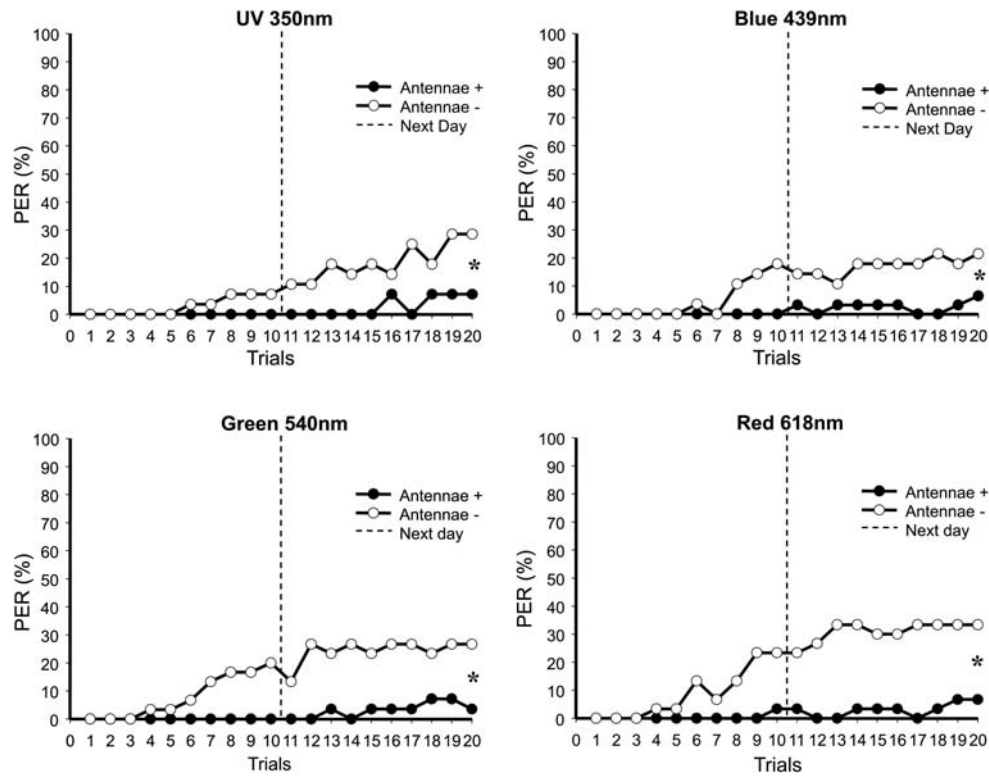 UV 350nm
100
90
80
70
60
50
40
30
20
10
0
PER (%)
Antennae +
Antennae -
Next Day
*
0 1 2 3 4 5 6 7 8 9 10 11 12 13 14 15 16 17 18 19 20
Trials
Blue 439nm
100
90
80
70
60
50
40
30
20
10
0
PER (%)
Antennae +
Antennae -
Next Day
*
0 1 2 3 4 5 6 7 8 9 10 11 12 13 14 15 16 17 18 19 20
Trials
Green 540nm
100
90
80
70
60
50
40
30
20
10
0
PER (%)
Antennae +
Antennae -
Next day
*
0 1 2 3 4 5 6 7 8 9 10 11 12 13 14 15 16 17 18 19 20
Trials
Red 618nm
100
90
80
70
60
50
40
30
20
10
0
PER (%)
Antennae +
Antennae -
Next day
*
0 1 2 3 4 5 6 7 8 9 10 11 12 13 14 15 16 17 18 19 20
Trials